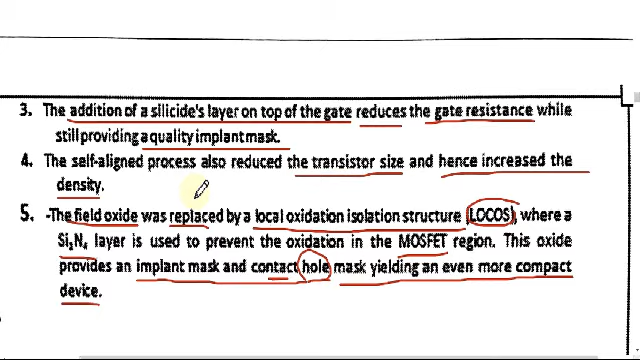 3. The addition of a silicide's layer on top of the gate reduces the gate resistance while
still providing a quality implant mask.
4. The self-aligned process also reduced the transistor size and hence increased the
density.
5. -The field oxide was replaced by a local oxidation isolation structure (LOCOS), where a
Si₃N₄ layer is used to prevent the oxidation in the MOSFET region. This oxide
provides an implant mask and contact hole mask yielding an even more compact
device.